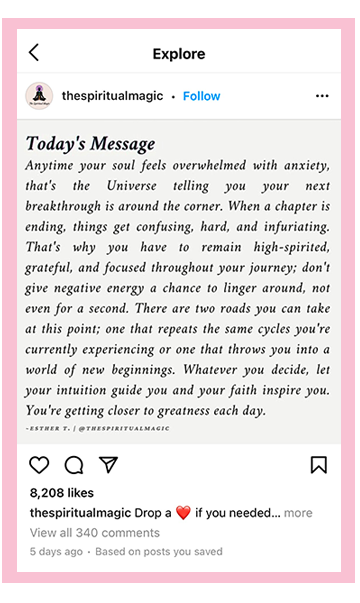 Explore
thespiritualmagic • Follow
Today's Message
Anytime your soul feels overwhelmed with anxiety,
that's the Universe telling you your next
breakthrough is around the corner. When a chapter is
ending, things get confusing, hard, and infuriating.
That's why you have to remain high-spirited,
grateful, and focused throughout your journey; don't
give negative energy a chance to linger around, not
even for a second. There are two roads you can take
at this point; one that repeats the same cycles you're
currently experiencing or one that throws you into a
world of new beginnings. Whatever you decide, let
your intuition guide you and your faith inspire you.
You're getting closer to greatness each day.
-ESTHER T. | @THESPIRITUALMAGIC
8,208 likes
thespiritualmagic Drop a ❤️ if you needed... more
View all 340 comments
5 days ago • Based on posts you saved